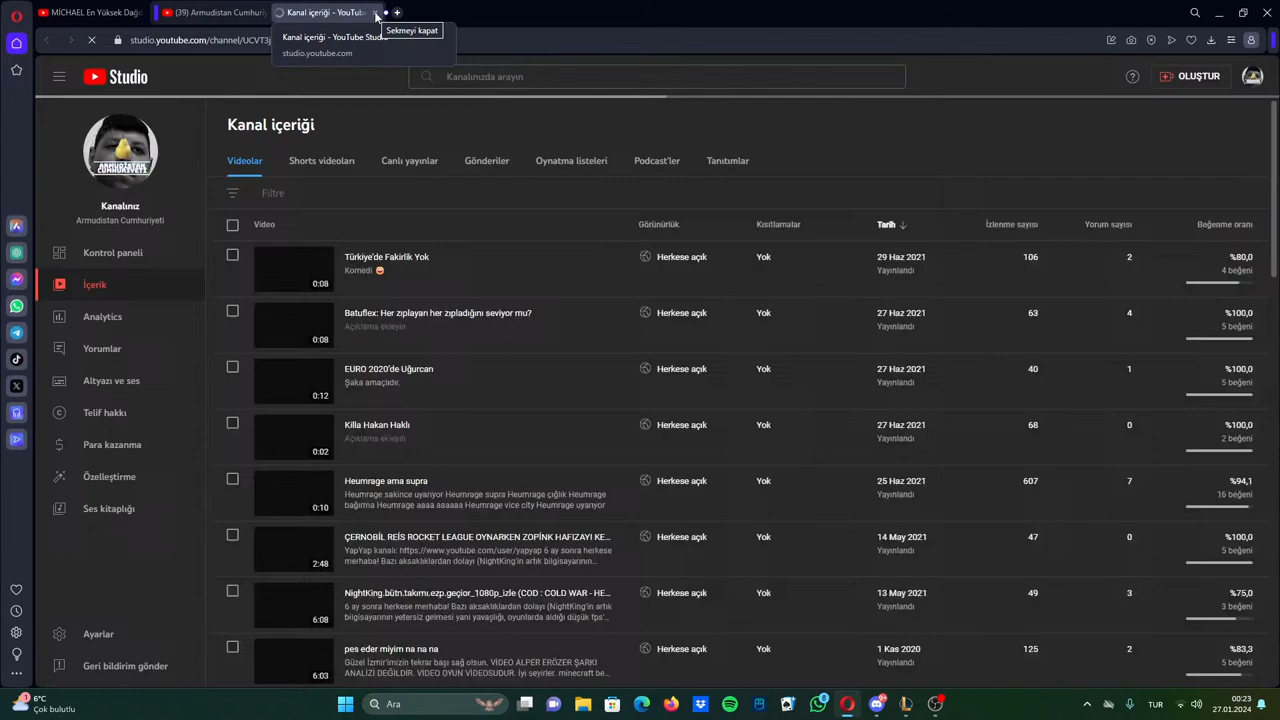 MİCHAEL EN Yüksek Dağd
(39) Armudistan Cumhuriy
Kanal içeriği - YouTube
Sekmeyi kapat
Kanal içeriği - YouTube Studio
studio.youtube.com
studio.youtube.com/channel/UCVT3
Studio
Kanalınızda arayın
OLUŞTUR
ARMUDİSTAN
CUMHURİYETİ
Kanalınız
Armudistan Cumhuriyeti
Kontrol paneli
İçerik
Analytics
Yorumlar
Altyazı ve ses
Telif hakkı
Para kazanma
Özelleştirme
Ses kitaplığı
Ayarlar
Geri bildirim gönder
Kanal içeriği
Videolar Shorts videoları Canlı yayınlar Gönderiler Oynatma listeleri Podcast'ler Tanıtımlar
Filtre
Video Görünürlük Kısıtlamalar Tarih İzlenme sayısı Yorum sayısı Beğenme oranı
Türkiye'de Fakirlik Yok Herkese açık Yok 29 Haz 2021 106 2 %80,0
Komedi Yayınlandı 4 beğeni
0:08
Batuflex: Her zıplayan her zıpladığını seviyor mu? Herkese açık Yok 27 Haz 2021 63 4 %100,0
Açıklama ekleyin Yayınlandı 5 beğeni
0:08
EURO 2020'de Uğurcan Herkese açık Yok 27 Haz 2021 40 1 %100,0
Şaka amaçlıdır. Yayınlandı 5 beğeni
0:12
Killa Hakan Haklı Herkese açık Yok 27 Haz 2021 68 0 %100,0
Açıklama ekleyin Yayınlandı 2 beğeni
0:02
Heumrage ama supra Herkese açık Yok 25 Haz 2021 607 7 %94,1
Heumrage sakince uyarıyor Heumrage supra Heumrage çığlık Heumrage Yayınlandı 16 beğeni
bağırma Heumrage aaaa aaaaaa Heumrage vice city Heumrage uyarıyor
0:10
ÇERNOBİL REİS ROCKET LEAGUE OYNARKEN ZOPİNK HAFIZAYI KE... Herkese açık Yok 14 May 2021 47 0 %100,0
YapYap kanalı: https://www.youtube.com/user/yapyap 6 ay sonra herkese Yayınlandı 5 beğeni
merhaba! Bazı aksaklıklardan dolayı (NightKing'in artık bilgisayarının...
2:48
NightKing.bütn.takımı.ezp.geçior_1080p_izle (COD : COLD WAR - HE... Herkese açık Yok 13 May 2021 49 3 %75,0
6 ay sonra herkese merhaba! Bazı aksaklıklardan dolayı (NightKing'in artık Yayınlandı 3 beğeni
bilgisayarının yetersiz gelmesi yani yavaşlığı, oyunlarda aldığı düşük fps'...
6:08
pes eder miyim na na na Herkese açık Yok 1 Kas 2020 125 2 %83,3
Güzel İzmir'imizin tekrar başı sağ olsun. VİDEO ALPER ERÖZER ŞARKI Yayınlandı 5 beğeni
ANALİZİ DEĞİLDİR. VİDEO OYUN VİDEOSUDUR. İyi seyirler. minecraft be...
6:03
6°C
Çok bulutlu
Ara
8
9+
TUR
00:23
27.01.2024